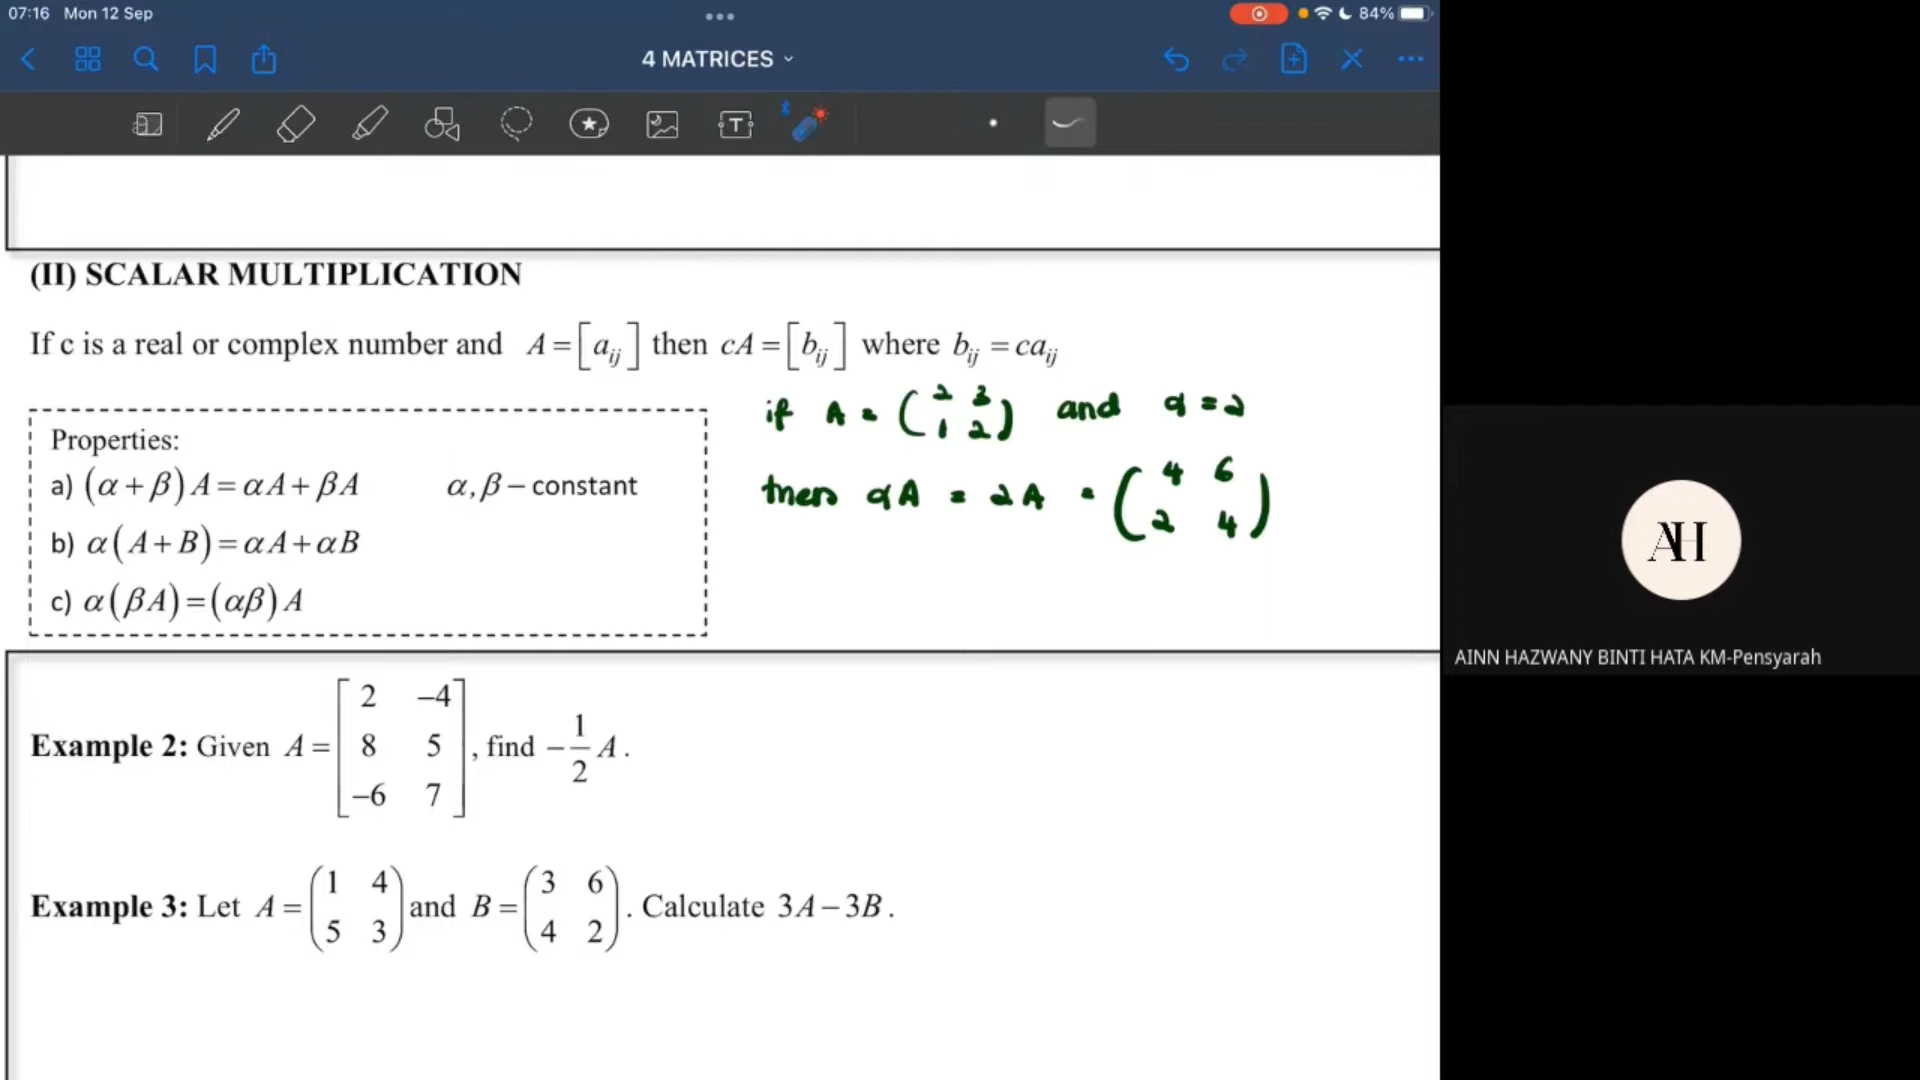 07:16 Mon 12 Sep
84%
4 MATRICES
T
(II) SCALAR MULTIPLICATION
If c is a real or complex number and A = [a_ij] then cA = [b_ij] where b_ij = ca_ij
if A = (2 3
1 2) and α = 2
then αA = 2A = (4 6
2 4)
Properties:
a) (α + β) A = αA + βA α, β – constant
b) α (A + B) = αA + αB
c) α (βA) = (αβ) A
Example 2: Given A = [2 –4
8 5
–6 7], find –1/2 A .
Example 3: Let A = (1 4
5 3) and B = (3 6
4 2) . Calculate 3A – 3B .
AH
AINN HAZWANY BINTI HATA KM-Pensyarah